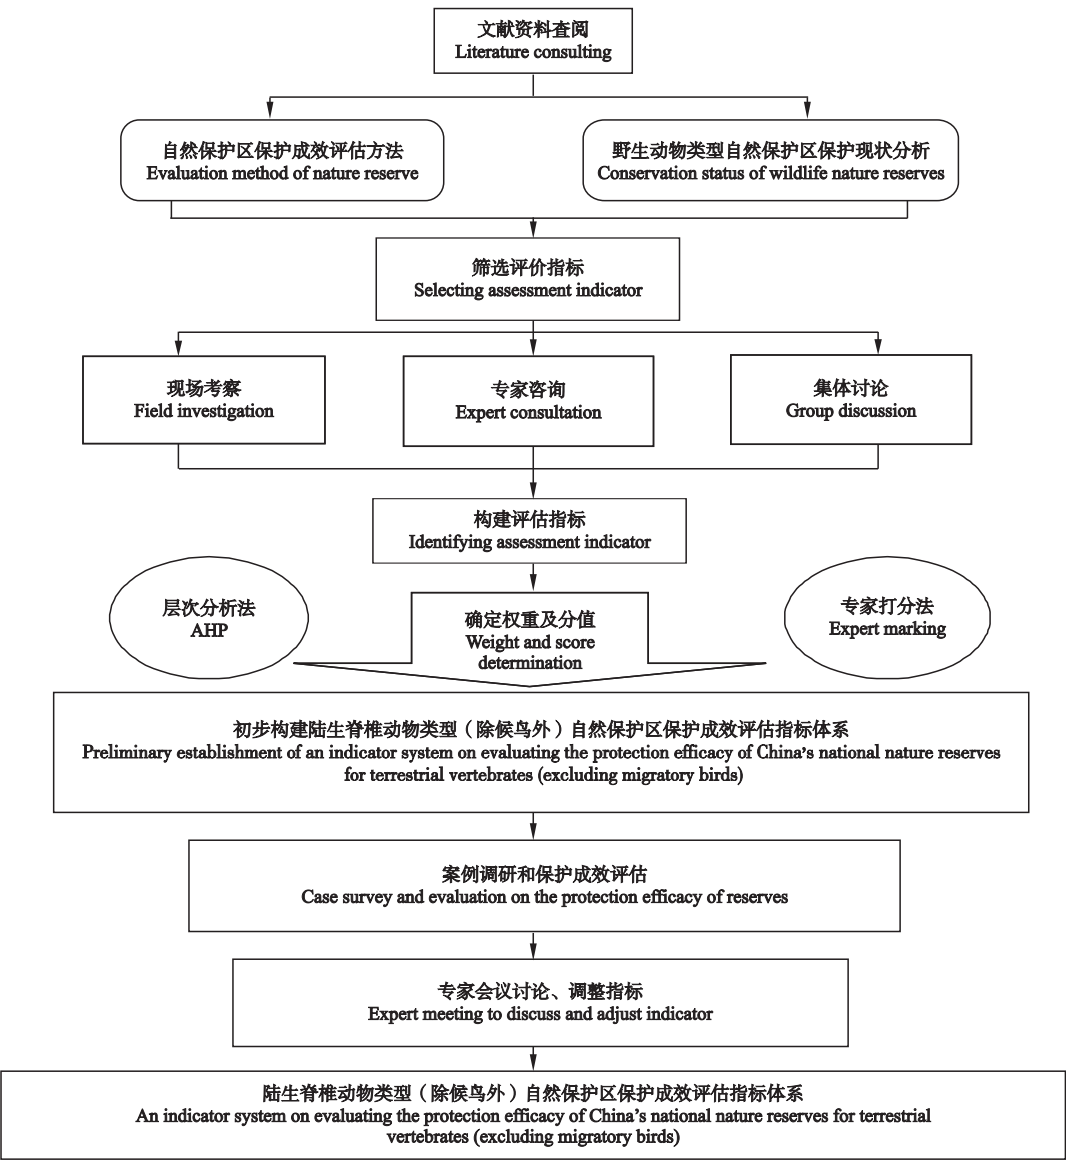 文献资料查阅
Literature consulting
自然保护区保护成效评估方法
Evaluation method of nature reserve
野生动物类型自然保护区保护现状分析
Conservation status of wildlife nature reserves
筛选评价指标
Selecting assessment indicator
现场考察
Field investigation
专家咨询
Expert consultation
集体讨论
Group discussion
构建评估指标
Identifying assessment indicator
层次分析法
AHP
确定权重及分值
Weight and score
determination
专家打分法
Expert marking
初步构建陆生脊椎动物类型（除候鸟外）自然保护区保护成效评估指标体系
Preliminary establishment of an indicator system on evaluating the protection efficacy of China's national nature reserves
for terrestrial vertebrates (excluding migratory birds)
案例调研和保护成效评估
Case survey and evaluation on the protection efficacy of reserves
专家会议讨论、调整指标
Expert meeting to discuss and adjust indicator
陆生脊椎动物类型（除候鸟外）自然保护区保护成效评估指标体系
An indicator system on evaluating the protection efficacy of China's national nature reserves for terrestrial
vertebrates (excluding migratory birds)